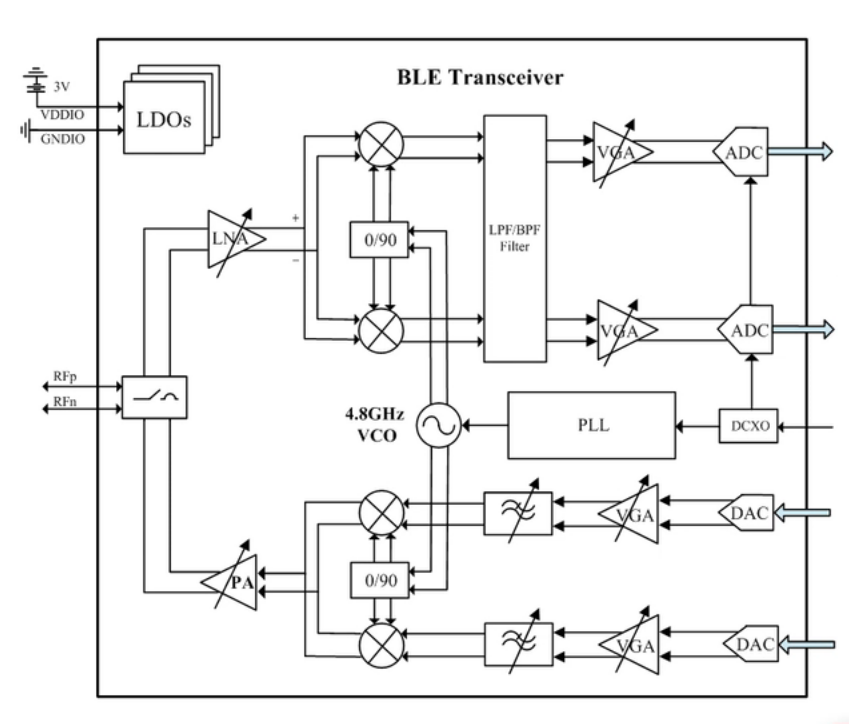 BLE Transceiver
3V
VDDIO
GNDIO
LDOs
VGA
ADC
+
LNA
−
0/90
LPF/BPF
Filter
VGA
ADC
RFp
RFn
4.8GHz
VCO
PLL
DCXO
VGA
DAC
PA
0/90
VGA
DAC